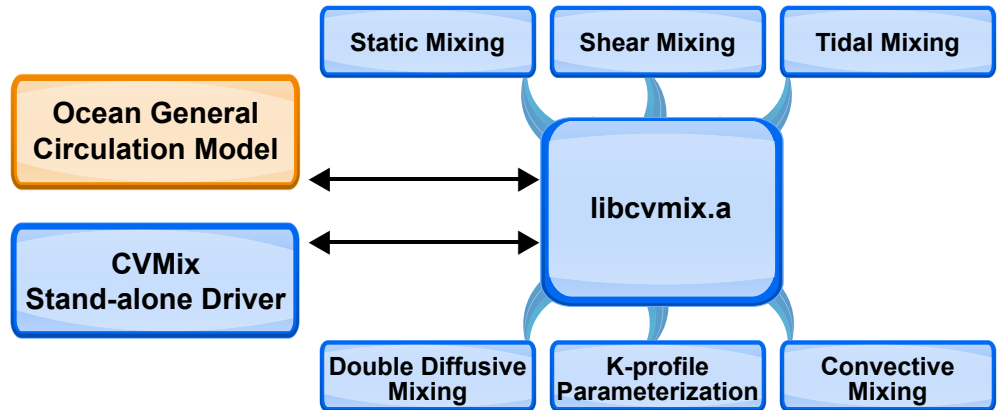 Static Mixing
Shear Mixing
Tidal Mixing
Ocean General
Circulation Model
libcvmix.a
CVMix
Stand-alone Driver
Double Diffusive
Mixing
K-profile
Parameterization
Convective
Mixing